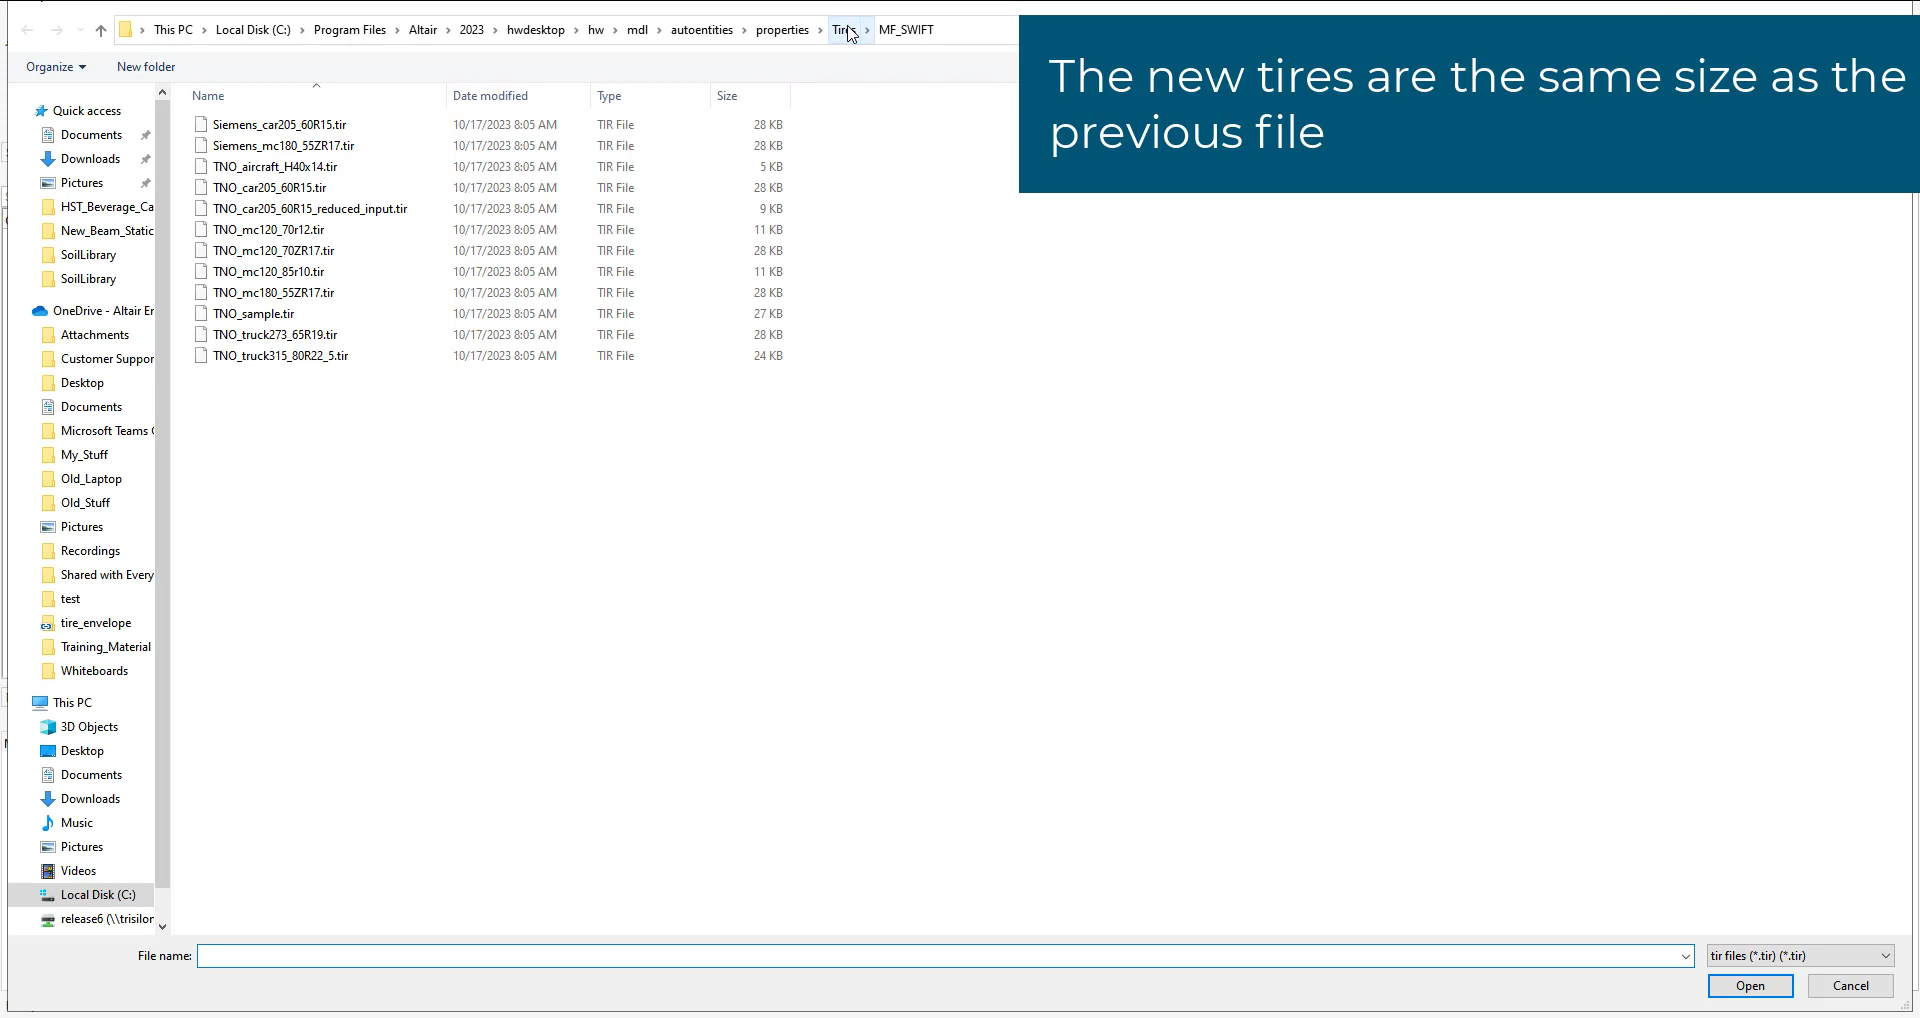 This PC › Local Disk (C:) › Program Files › Altair › 2023 › hwdesktop › hw › mdl › autoentities › properties › Tires › MF_SWIFT
The new tires are the same size as the
previous file
Organize
New folder
Name Date modified Type Size
Siemens_car205_60R15.tir 10/17/2023 8:05 AM TIR File 28 KB
Siemens_mc180_55ZR17.tir 10/17/2023 8:05 AM TIR File 28 KB
TNO_aircraft_H40x14.tir 10/17/2023 8:05 AM TIR File 5 KB
TNO_car205_60R15.tir 10/17/2023 8:05 AM TIR File 28 KB
TNO_car205_60R15_reduced_input.tir 10/17/2023 8:05 AM TIR File 9 KB
TNO_mc120_70r12.tir 10/17/2023 8:05 AM TIR File 11 KB
TNO_mc120_70ZR17.tir 10/17/2023 8:05 AM TIR File 28 KB
TNO_mc120_85r10.tir 10/17/2023 8:05 AM TIR File 11 KB
TNO_mc180_55ZR17.tir 10/17/2023 8:05 AM TIR File 28 KB
TNO_sample.tir 10/17/2023 8:05 AM TIR File 27 KB
TNO_truck273_65R19.tir 10/17/2023 8:05 AM TIR File 28 KB
TNO_truck315_80R22_5.tir 10/17/2023 8:05 AM TIR File 24 KB
Quick access
Documents
Downloads
Pictures
HST_Beverage_Ca
New_Beam_Static
SoilLibrary
SoilLibrary
OneDrive - Altair Er
Attachments
Customer Suppor
Desktop
Documents
Microsoft Teams
My_Stuff
Old_Laptop
Old_Stuff
Pictures
Recordings
Shared with Every
test
tire_envelope
Training_Material
Whiteboards
This PC
3D Objects
Desktop
Documents
Downloads
Music
Pictures
Videos
Local Disk (C:)
release6 (\\trisilor
File name:
tir files (*.tir) (*.tir)
Open
Cancel